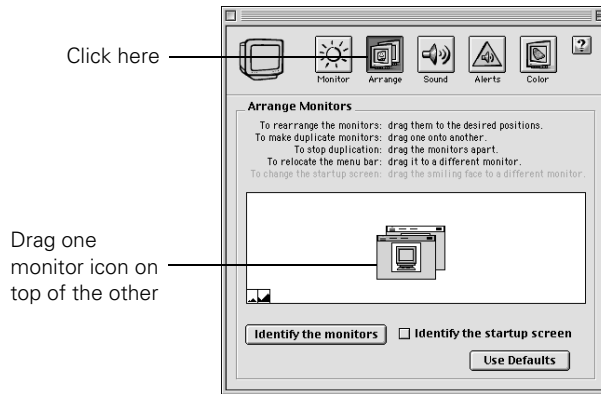 Click here
Monitor Arrange Sound Alerts Color
?
Arrange Monitors
To rearrange the monitors: drag them to the desired positions.
To make duplicate monitors: drag one onto another.
To stop duplication: drag the monitors apart.
To relocate the menu bar: drag it to a different monitor.
To change the startup screen: drag the smiling face to a different monitor.
Drag one
monitor icon on
top of the other
Identify the monitors
Identify the startup screen
Use Defaults